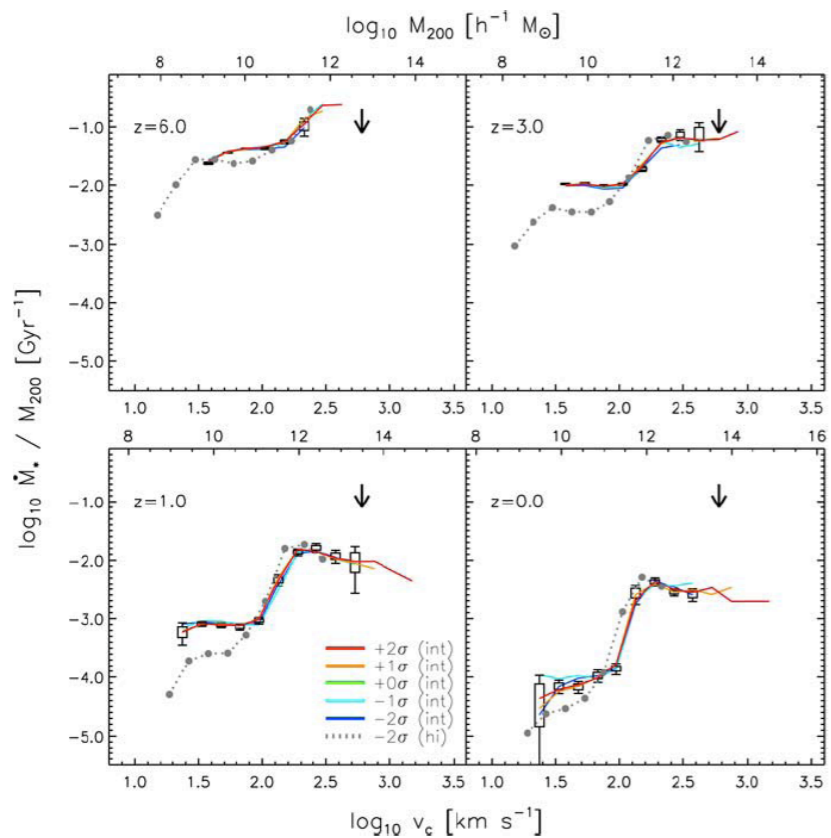 log₁₀ M₂₀₀ [h⁻¹ M⊙]
8 10 12 14
8 10 12 14
z=6.0
z=3.0
-1.0
-2.0
-3.0
-4.0
-5.0
1.0 1.5 2.0 2.5 3.0 3.5
1.0 1.5 2.0 2.5 3.0 3.5
log₁₀ Ṁ* / M₂₀₀ [Gyr⁻¹]
8 10 12 14
8 10 12 14 16
z=1.0
z=0.0
-1.0
-2.0
-3.0
-4.0
-5.0
+2σ (int)
+1σ (int)
+0σ (int)
-1σ (int)
-2σ (int)
-2σ (hi)
1.0 1.5 2.0 2.5 3.0 3.5
1.0 1.5 2.0 2.5 3.0 3.5
log₁₀ v_c [km s⁻¹]